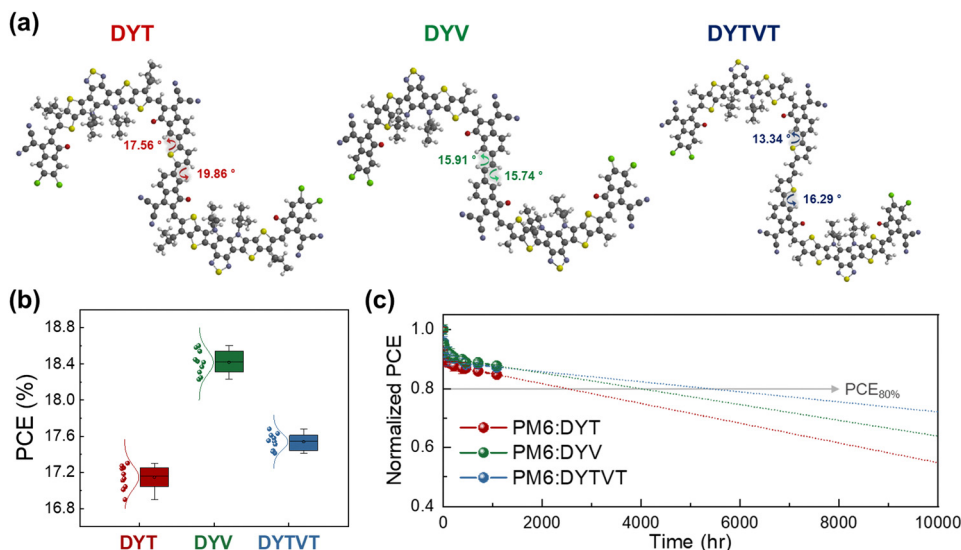 (a)
DYT
DYV
DYTVT
17.56 °
19.86 °
15.91 °
15.74 °
13.34 °
16.29 °
(b)
PCE (%)
18.8
18.4
18.0
17.6
17.2
16.8
DYT
DYV
DYTVT
(c)
Normalized PCE
1.0
0.8
0.6
0.4
PCE80%
PM6:DYT
PM6:DYV
PM6:DYTVT
0
2000
4000
6000
8000
10000
Time (hr)